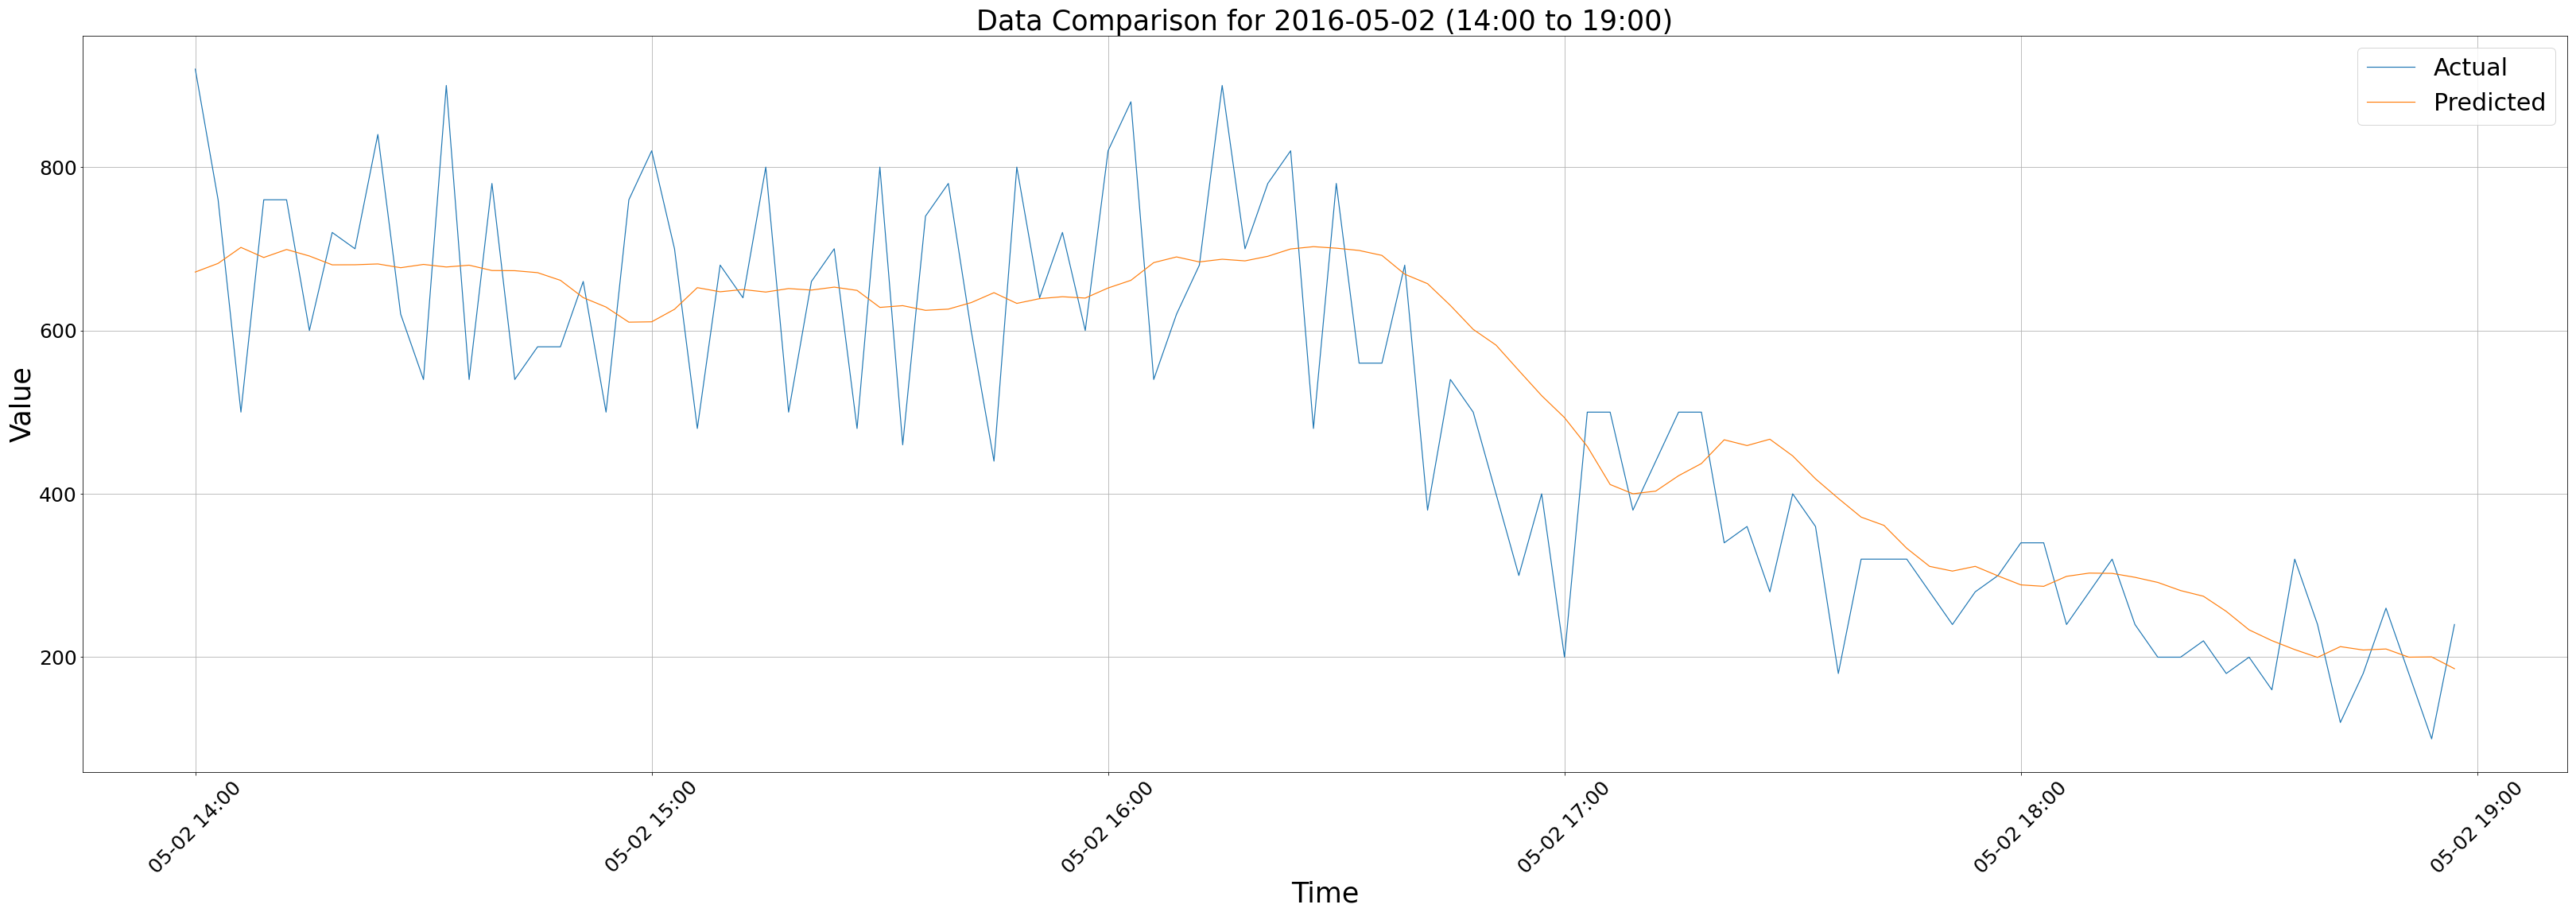 Data Comparison for 2016-05-02 (14:00 to 19:00)
Actual
Predicted
Value
800
600
400
200
05-02 14:00
05-02 15:00
05-02 16:00
05-02 17:00
05-02 18:00
05-02 19:00
Time